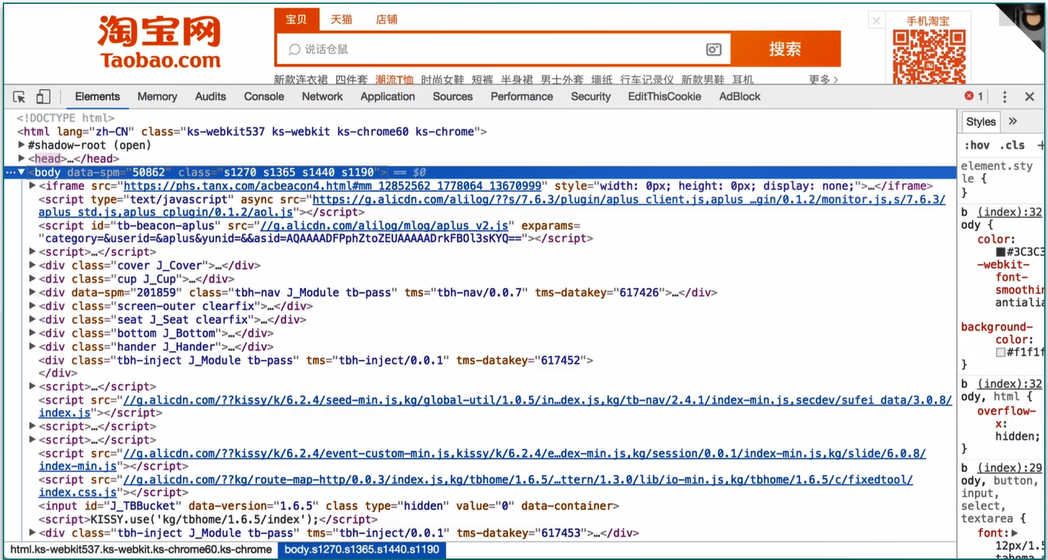 淘宝网
Taobao.com
宝贝 天猫 店铺
说话仓鼠
搜索
新款连衣裙 四件套 潮流T恤 时尚女鞋 短裤 半身裙 男士外套 墙纸 行车记录仪 新款男鞋 耳机 更多
手机淘宝
Elements Memory Audits Console Network Application Sources Performance Security EditThisCookie AdBlock 1
<!DOCTYPE html>
<html lang="zh-CN" class="ks-webkit537 ks-webkit ks-chrome60 ks-chrome">
#shadow-root (open)
<head>…</head>
<body data-spm="50862" class="s1270 s1365 s1440 s1190"> == $0
<iframe src="https://phs.tanx.com/acbeacon4.html#mm_12852562_1778064_13670999" style="width: 0px; height: 0px; display: none;">…</iframe>
<script type="text/javascript" async src="https://g.alicdn.com/alilog/??s/7.6.3/plugin/aplus_client.js,aplus_…gin/0.1.2/monitor.js,s/7.6.3/
aplus_std.js,aplus_cplugin/0.1.2/aol.js"></script>
<script id="tb-beacon-aplus" src="//g.alicdn.com/alilog/mlog/aplus_v2.js" exparams=
"category=&userid=&aplus&yunid=&&asid=AQAAAADFPphZtoZEUAAAAADrkFBOl3sKYQ=="></script>
<script>…</script>
<div class="cover J_Cover">…</div>
<div class="cup J_Cup">…</div>
<div data-spm="201859" class="tbh-nav J_Module tb-pass" tms="tbh-nav/0.0.7" tms-datakey="617426">…</div>
<div class="screen-outer clearfix">…</div>
<div class="seat J_Seat clearfix">…</div>
<div class="bottom J_Bottom">…</div>
<div class="hander J_Hander">…</div>
<div class="tbh-inject J_Module tb-pass" tms="tbh-inject/0.0.1" tms-datakey="617452">
</div>
<script>…</script>
<script src="//g.alicdn.com/??kissy/k/6.2.4/seed-min.js,kg/global-util/1.0.5/in…dex.js,kg/tb-nav/2.4.1/index-min.js,secdev/sufei_data/3.0.8/
index.js"></script>
<script>…</script>
<script>…</script>
<script src="//g.alicdn.com/??kissy/k/6.2.4/event-custom-min.js,kissy/k/6.2.4/e…dex-min.js,kg/session/0.0.1/index-min.js,kg/slide/6.0.8/
index-min.js"></script>
<script src="//g.alicdn.com/??kg/route-map-http/0.0.3/index.js,kg/tbhome/1.6.5/…ttern/1.3.0/lib/io-min.js,kg/tbhome/1.6.5/c/fixedtool/
index.css.js"></script>
<input id="J_TBBucket" data-version="1.6.5" class type="hidden" value="0" data-container>
<script>KISSY.use('kg/tbhome/1.6.5/index');</script>
<div class="tbh-inject J_Module tb-pass" tms="tbh-inject/0.0.1" tms-datakey="617453">…</div>
html.ks-webkit537.ks-webkit.ks-chrome60.ks-chrome body.s1270.s1365.s1440.s1190
Styles
:hov .cls +
element.sty
le {
}
b (index):32
ody {
color:
#3C3C3
-webkit-
font-
smoothin
antialia
background-
color:
#f1f1f
}
b (index):32
ody, html {
overflow-
x:
hidden;
}
b (index):29
ody, button,
input,
select,
textarea {
font:
12px/1.5
tahoma